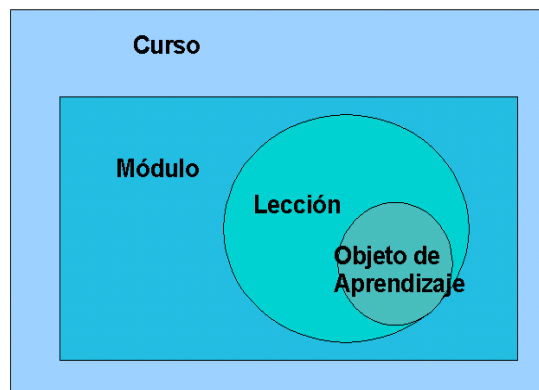 Curso
Módulo
Lección
Objeto de
Aprendizaje